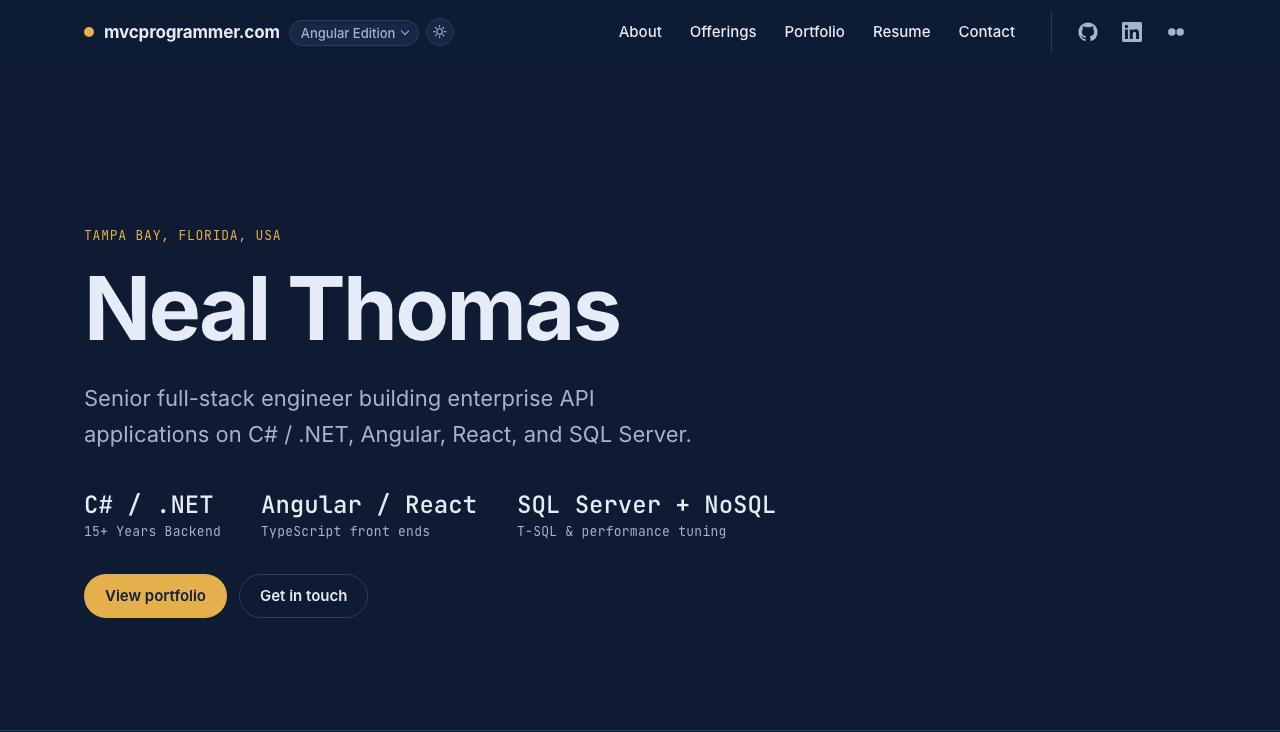 mvcprogrammer.com
Angular Edition
About
Offerings
Portfolio
Resume
Contact
TAMPA BAY, FLORIDA, USA
Neal Thomas
Senior full-stack engineer building enterprise API
applications on C# / .NET, Angular, React, and SQL Server.
C# / .NET
15+ Years Backend
Angular / React
TypeScript front ends
SQL Server + NoSQL
T-SQL & performance tuning
View portfolio
Get in touch